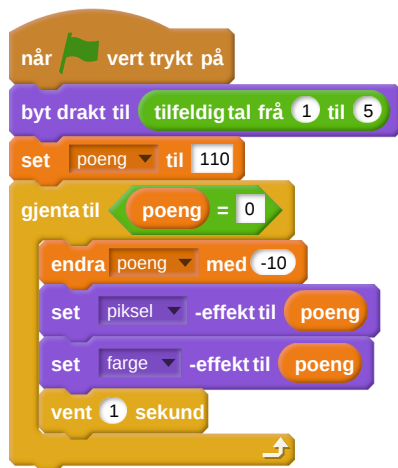 når vert trykt på
byt drakt til tilfeldig tal frå 1 til 5
set poeng til 110
gjenta til poeng = 0
endra poeng med -10
set piksel -effekt til poeng
set farge -effekt til poeng
vent 1 sekund